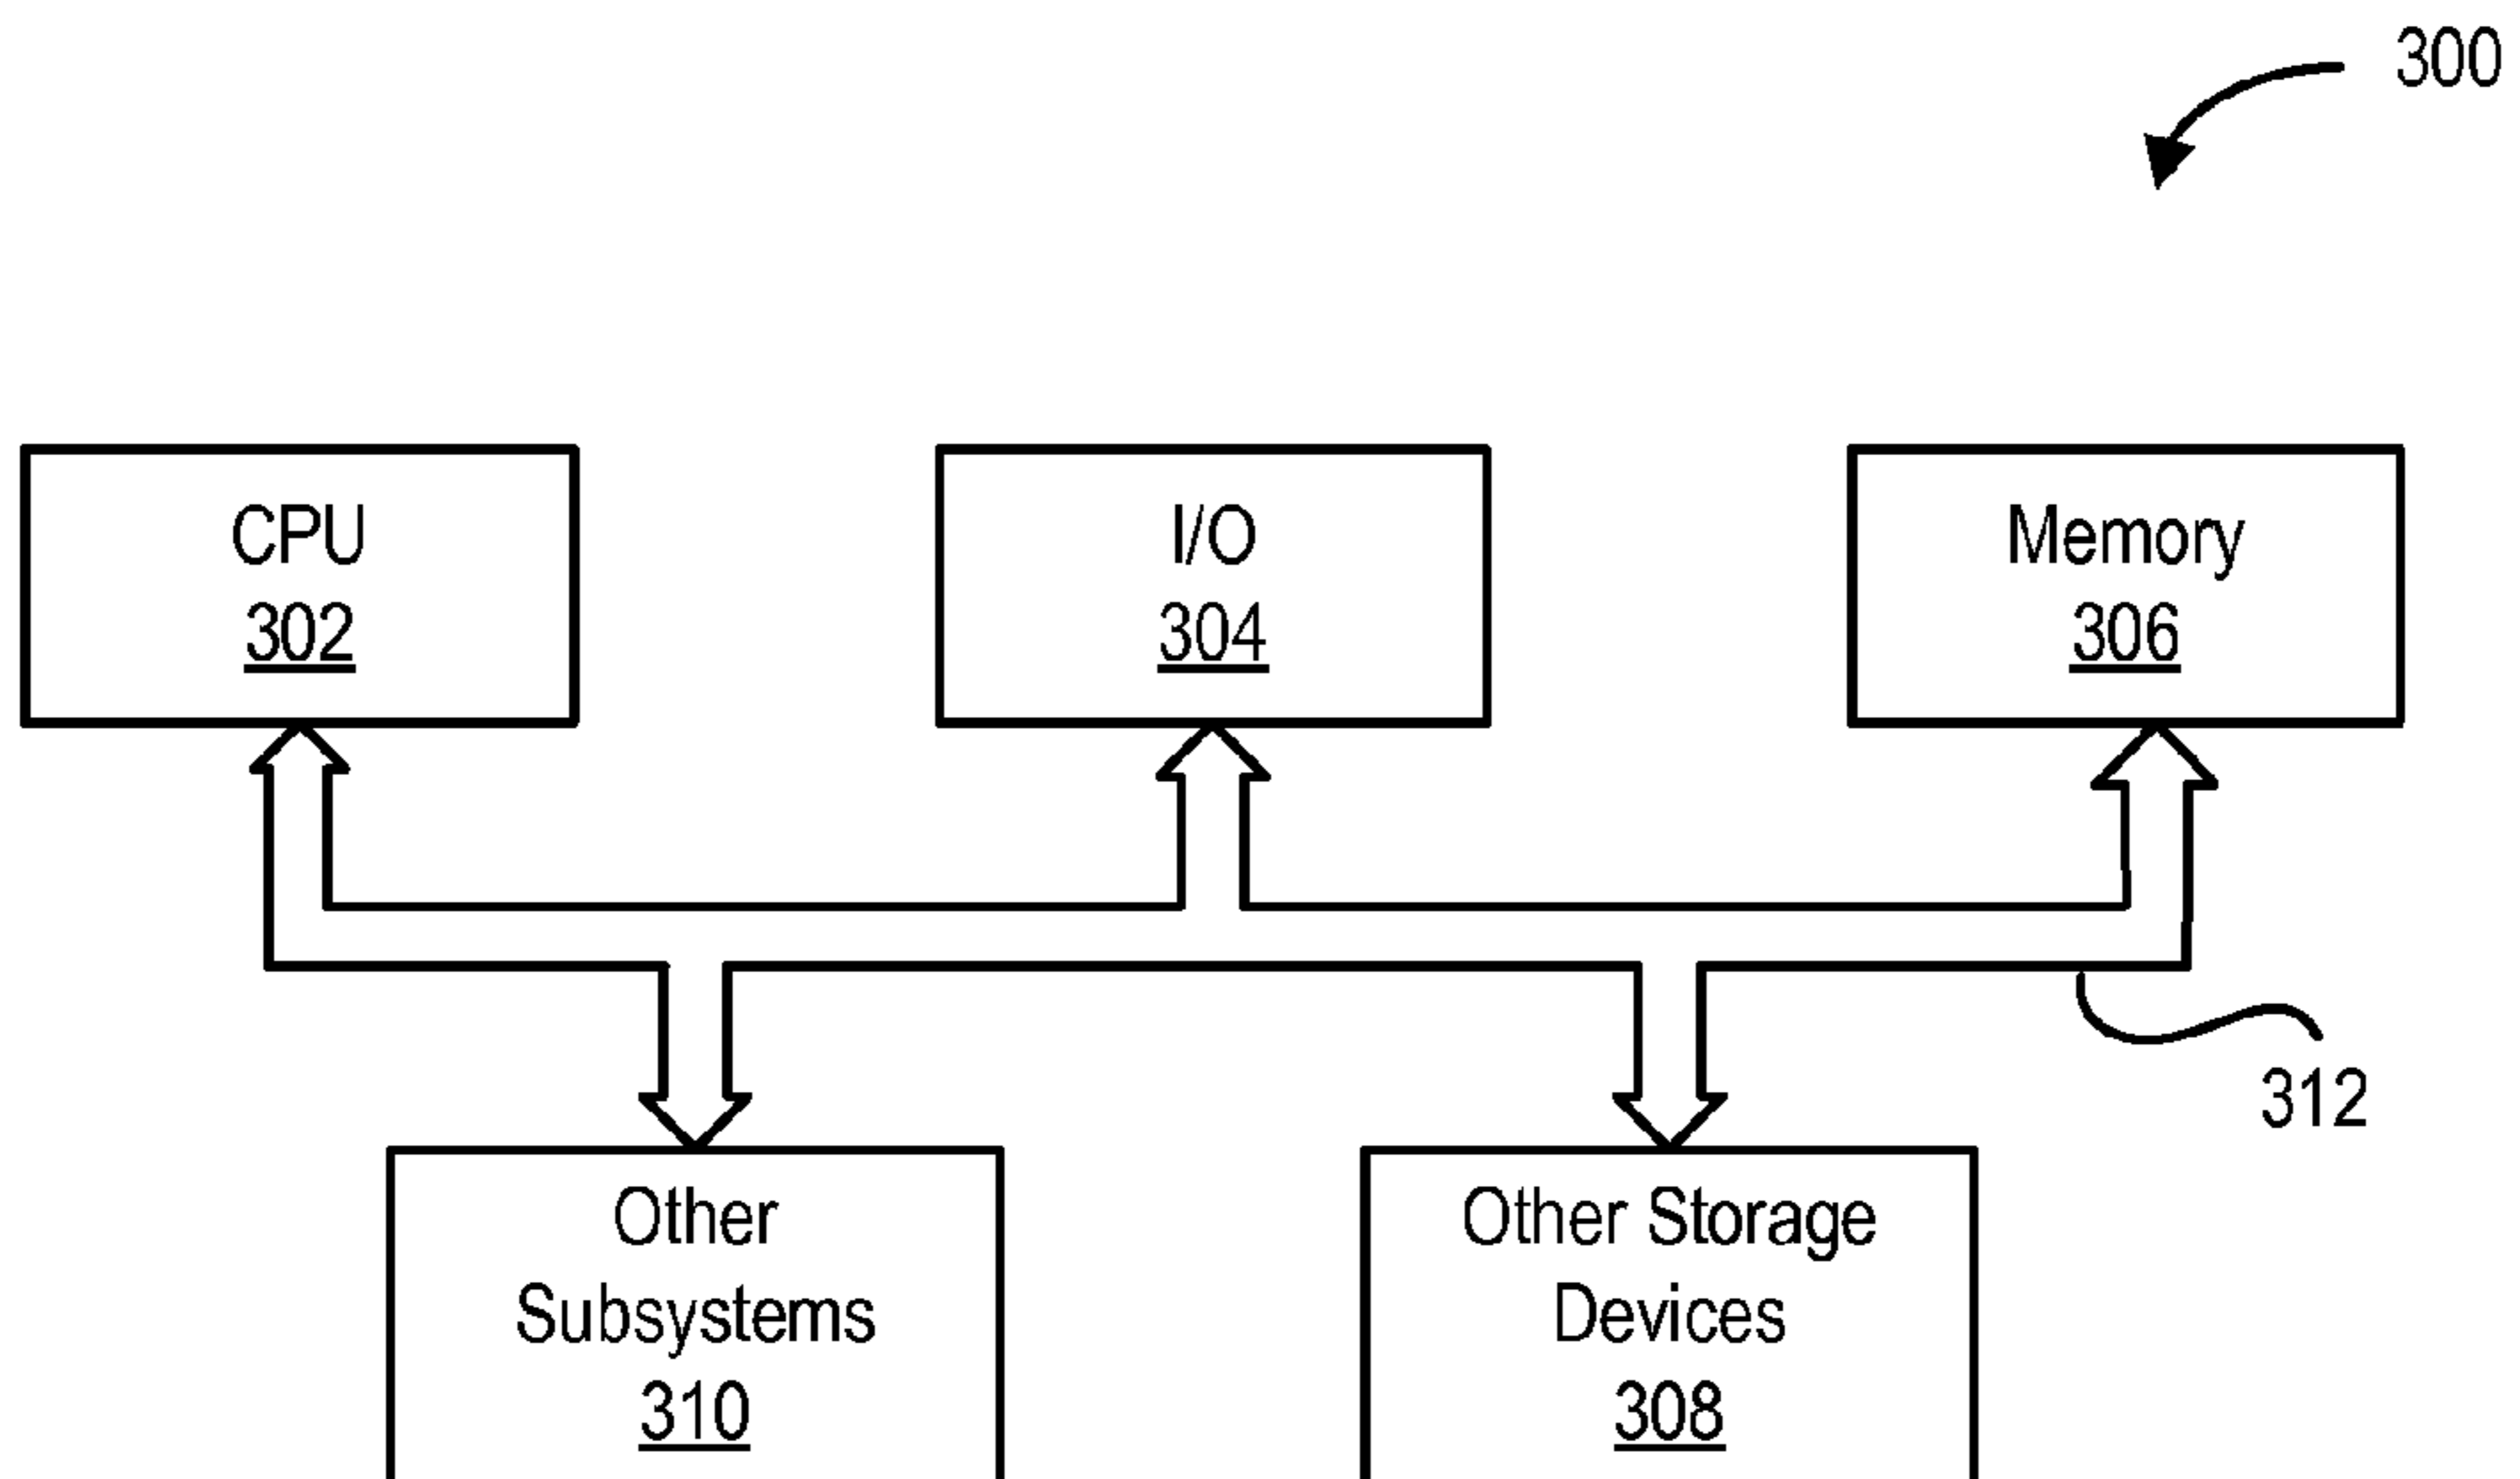 300
CPU
302
I/O
304
Memory
306
312
Other
Subsystems
310
Other Storage
Devices
308